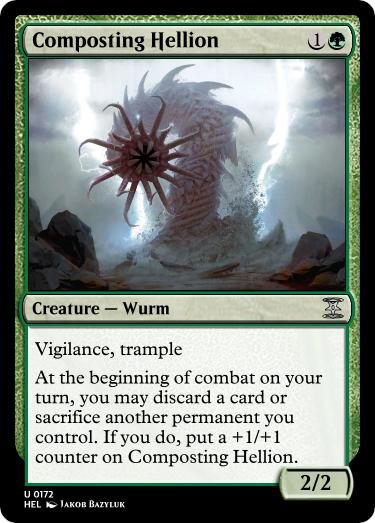 Composting Hellion 1
Creature — Wurm
Vigilance, trample
At the beginning of combat on your
turn, you may discard a card or
sacrifice another permanent you
control. If you do, put a +1/+1
counter on Composting Hellion.
2/2
U 0172
HEL Jakob Bazyluk